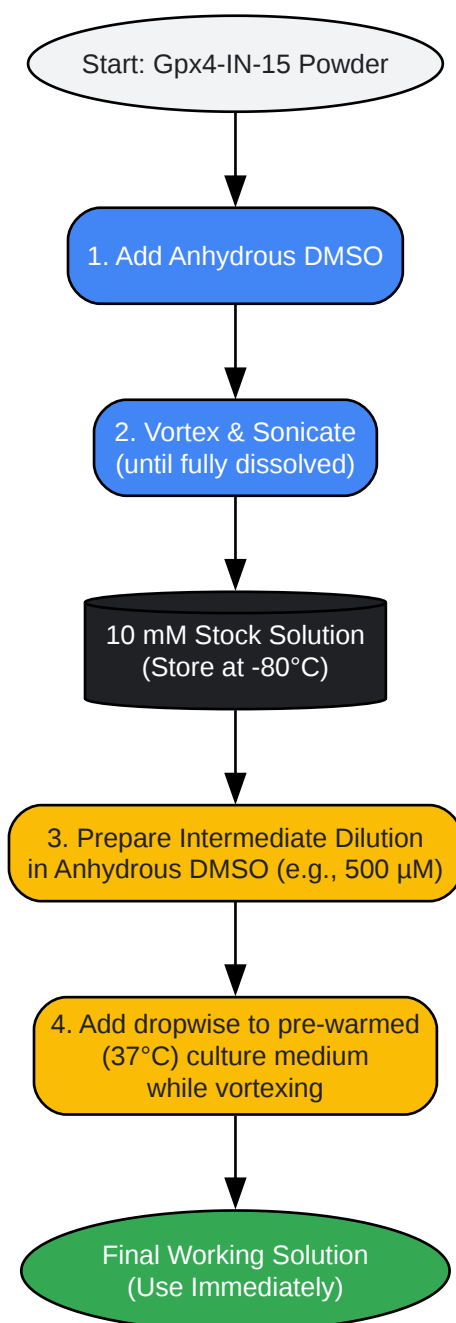 Start: Gpx4-IN-15 Powder
1. Add Anhydrous DMSO
2. Vortex & Sonicate
(until fully dissolved)
10 mM Stock Solution
(Store at -80°C)
3. Prepare Intermediate Dilution
in Anhydrous DMSO (e.g., 500 µM)
4. Add dropwise to pre-warmed
(37°C) culture medium
while vortexing
Final Working Solution
(Use Immediately)